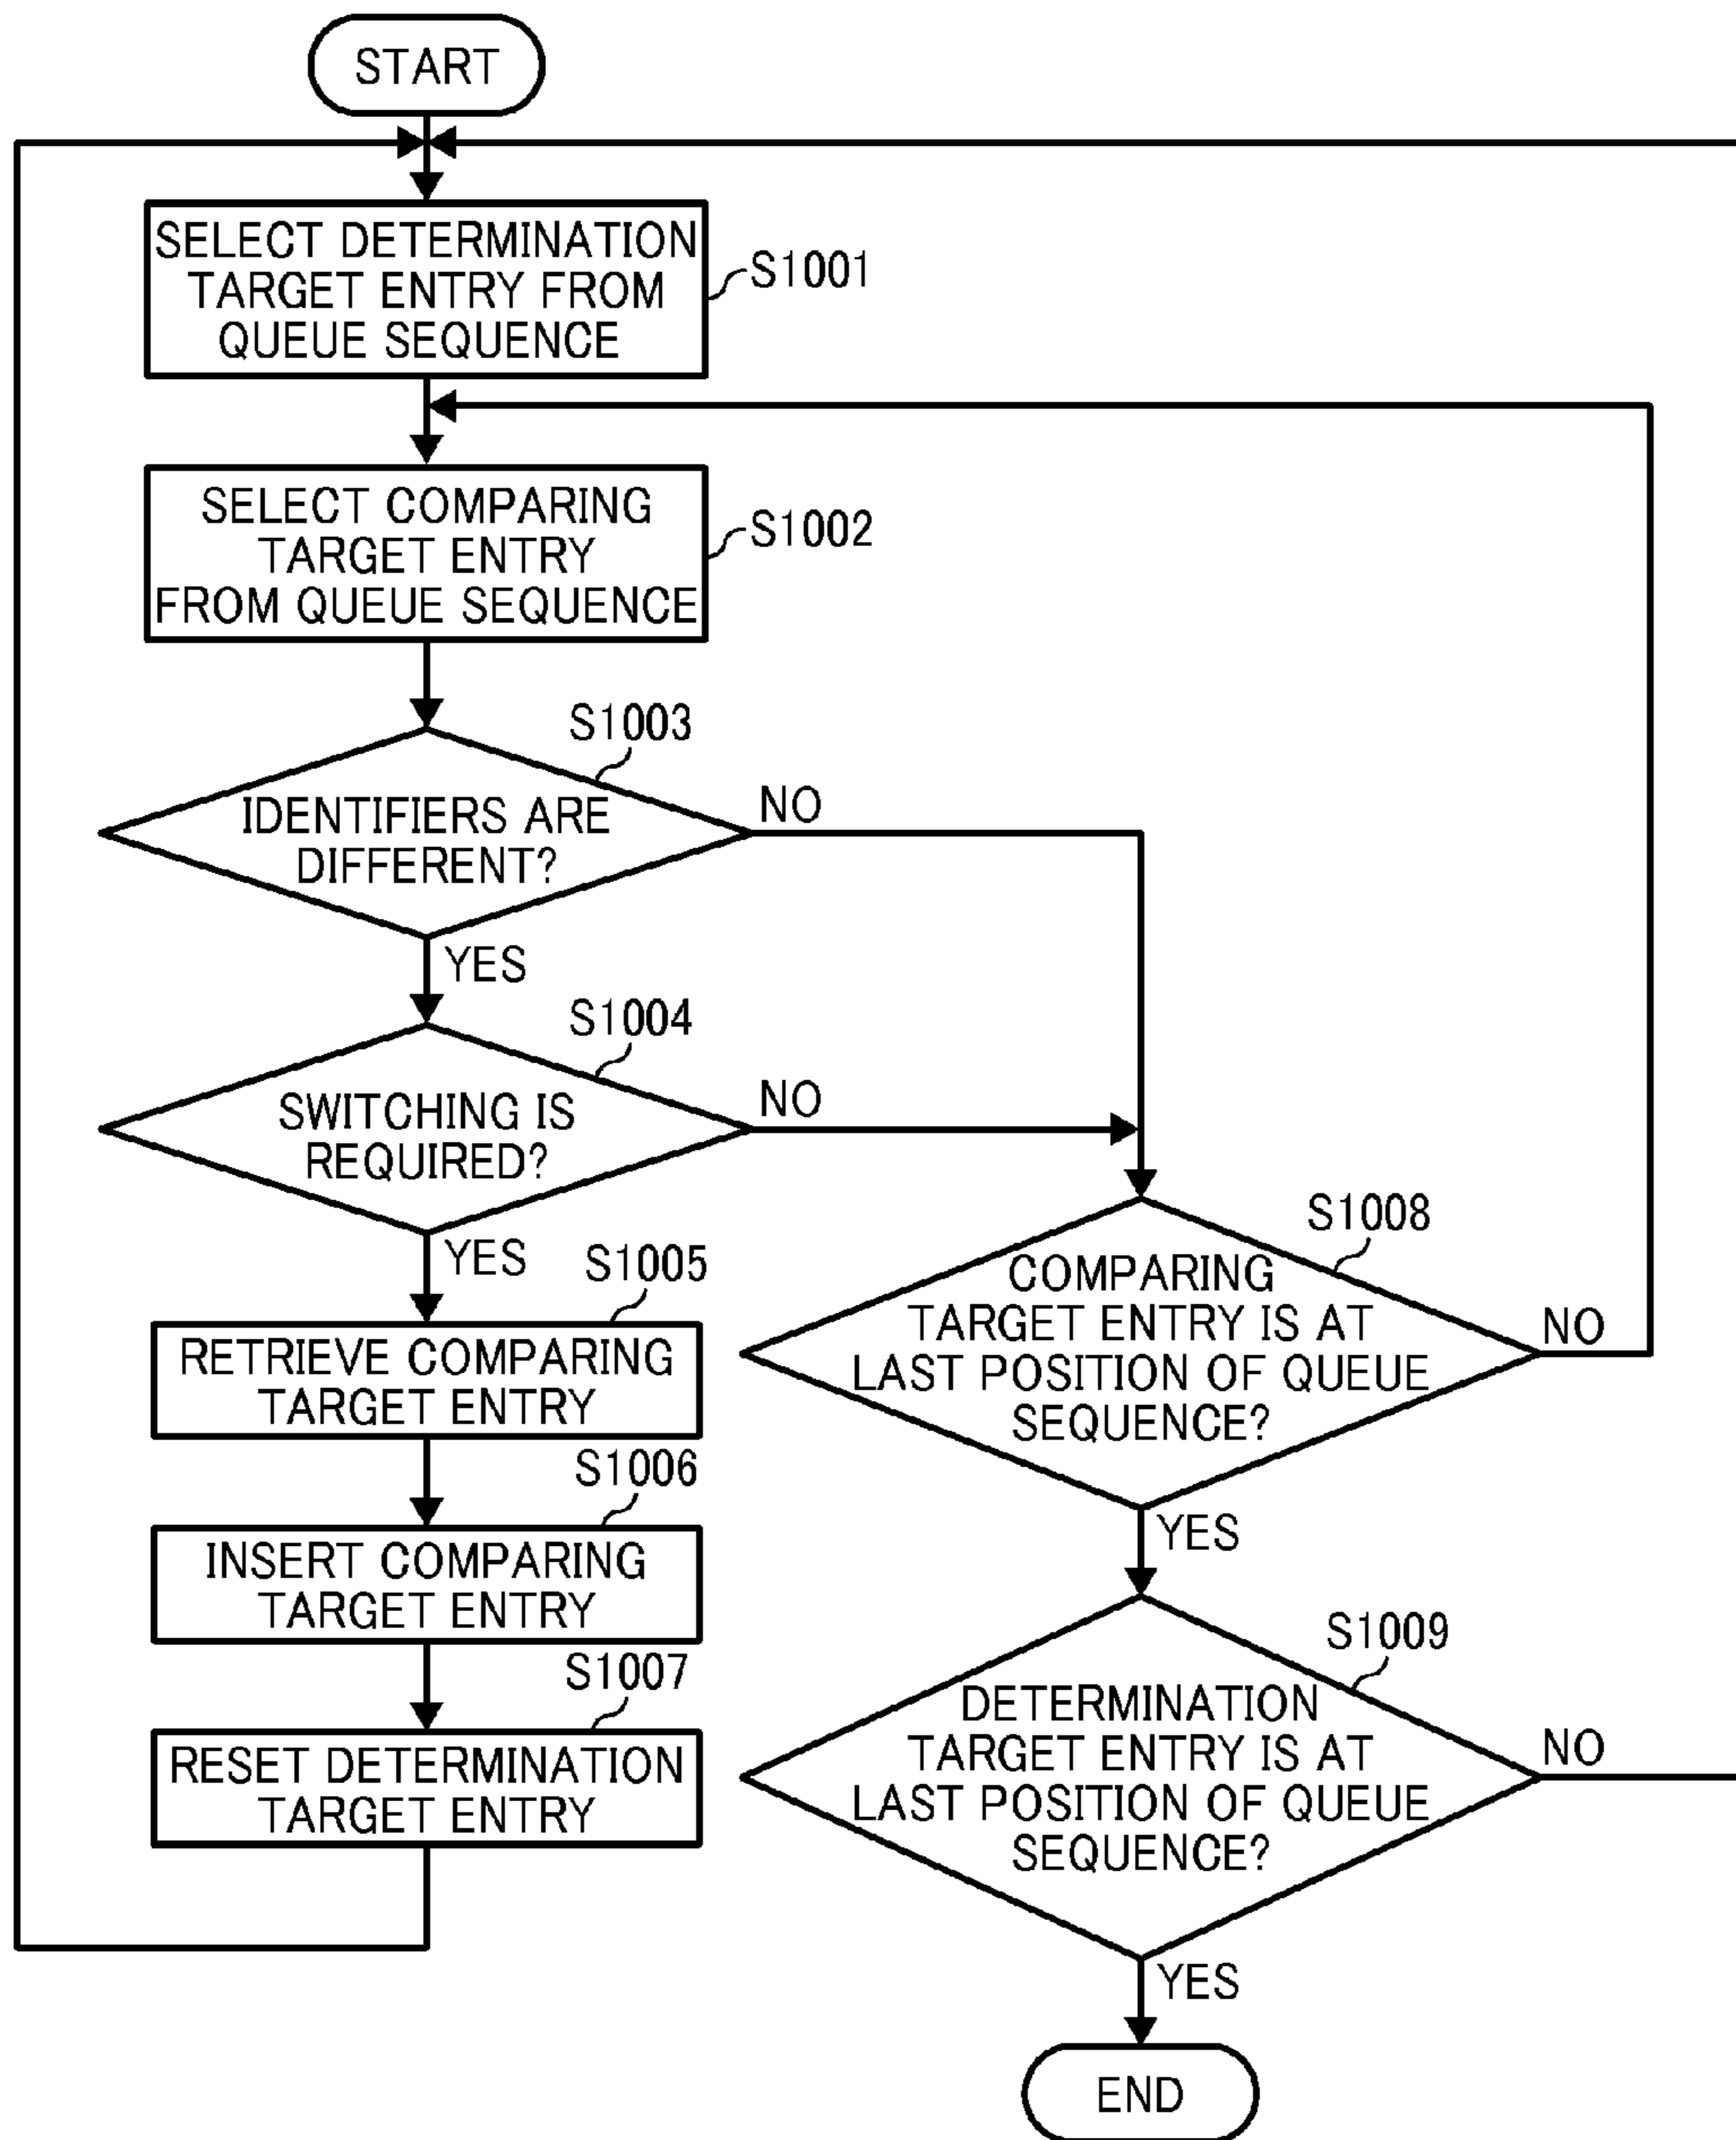 START
SELECT DETERMINATION
TARGET ENTRY FROM
QUEUE SEQUENCE
S1001
SELECT COMPARING
TARGET ENTRY
FROM QUEUE SEQUENCE
S1002
S1003
IDENTIFIERS ARE
DIFFERENT?
NO
YES
S1004
SWITCHING IS
REQUIRED?
NO
YES
S1005
RETRIEVE COMPARING
TARGET ENTRY
S1006
INSERT COMPARING
TARGET ENTRY
S1007
RESET DETERMINATION
TARGET ENTRY
S1008
COMPARING
TARGET ENTRY IS AT
LAST POSITION OF QUEUE
SEQUENCE?
NO
YES
S1009
DETERMINATION
TARGET ENTRY IS AT
LAST POSITION OF QUEUE
SEQUENCE?
NO
YES
END